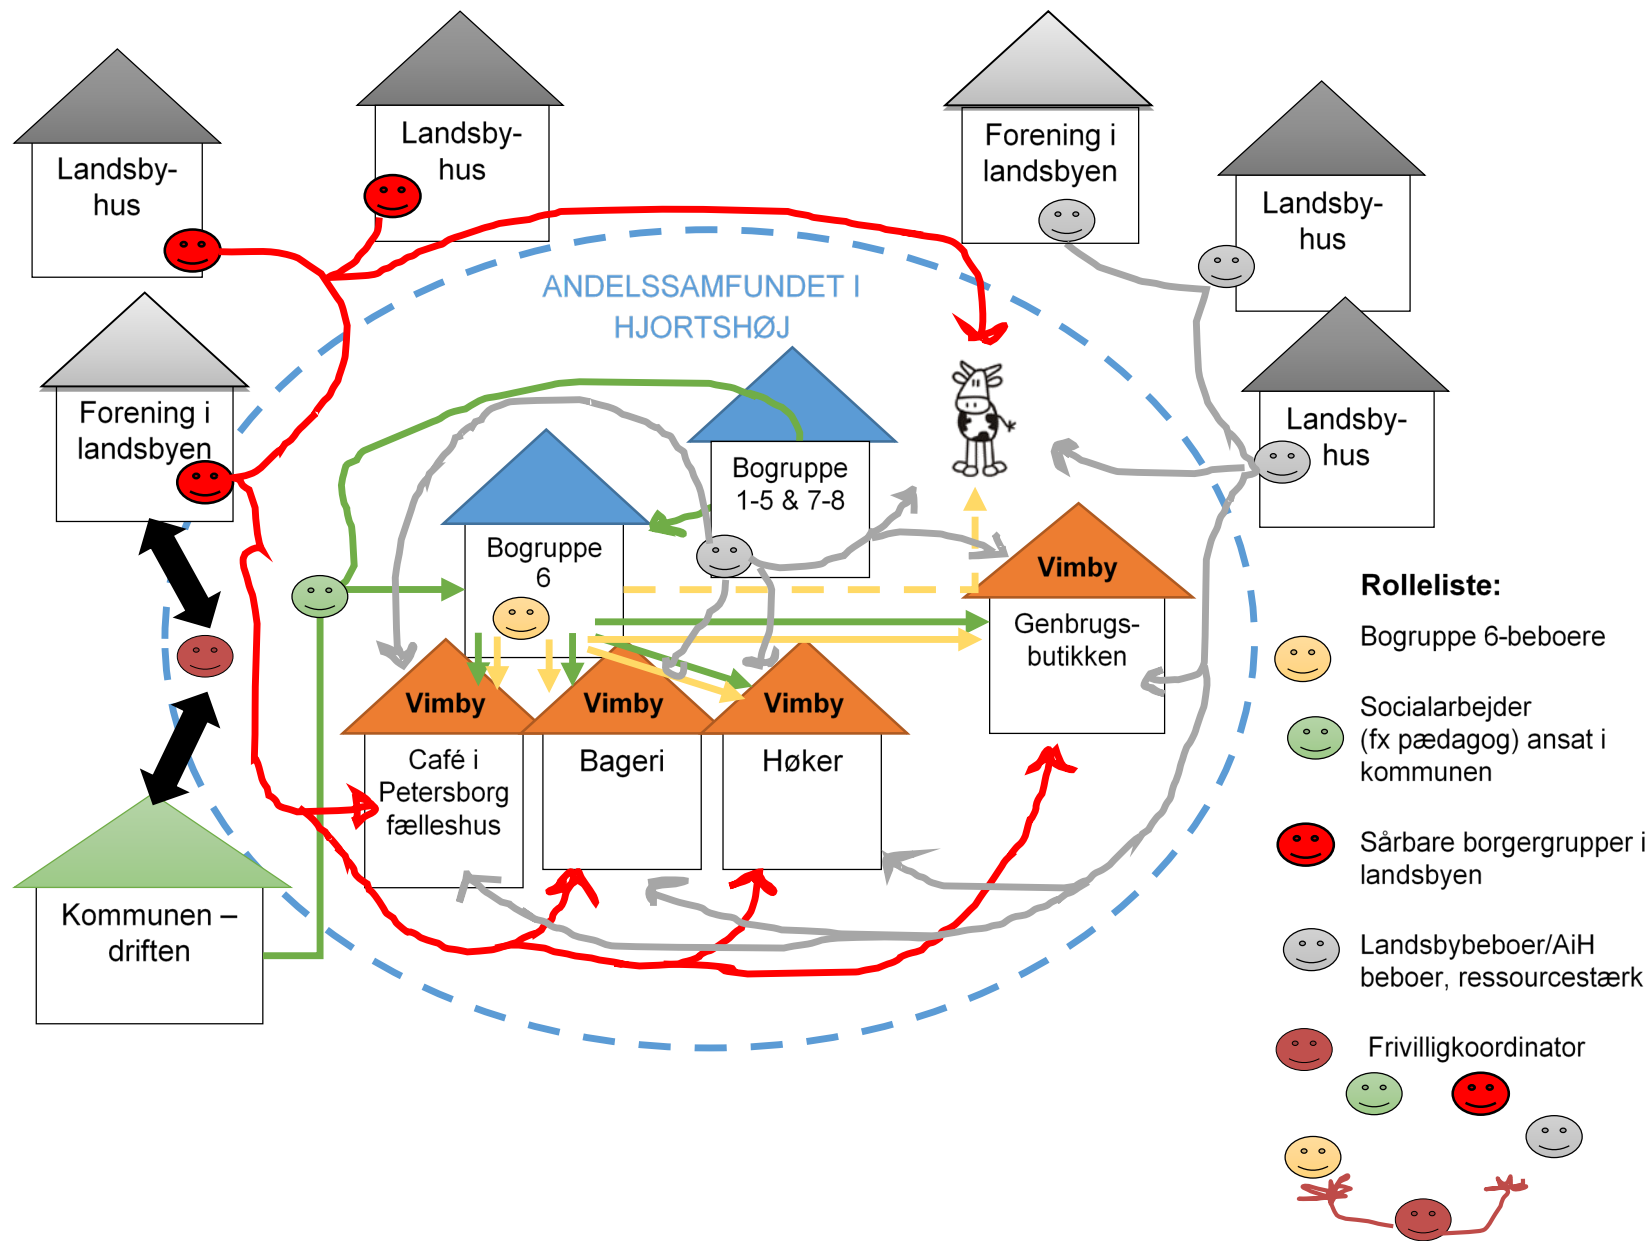 Landsby-
hus
Landsby-
hus
Forening i
landsbyen
Landsby-
hus
Forening i
landsbyen
Landsby-
hus
ANDELSSAMFUNDET I
HJORTSHØJ
Bogruppe
1-5 & 7-8
Bogruppe
6
Vimby
Genbrugs-
butikken
Vimby
Café i
Petersborg
fælleshus
Vimby
Bageri
Vimby
Høker
Kommunen –
driften
Rolleliste:
Bogruppe 6-beboere
Socialarbejder
(fx pædagog) ansat i
kommunen
Sårbare borgergrupper i
landsbyen
Landsbybeboer/AiH
beboer, ressourcestærk
Frivilligkoordinator